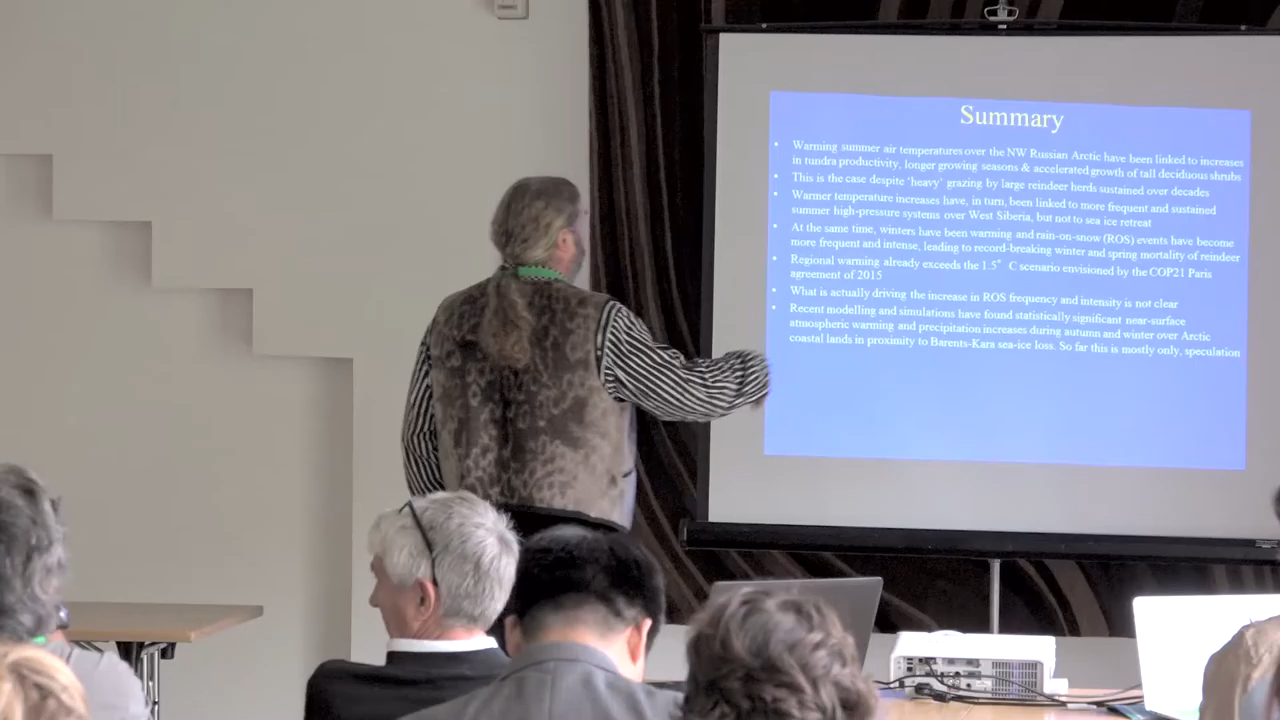 Summary
• Warming summer air temperatures over the NW Russian Arctic have been linked to increases
in tundra productivity, longer growing seasons & accelerated growth of tall deciduous shrubs
• This is the case despite 'heavy' grazing by large reindeer herds sustained over decades
• Warmer temperature increases have, in turn, been linked to more frequent and sustained
summer high-pressure systems over West Siberia, but not to sea ice retreat
• At the same time, winters have been warming and rain-on-snow (ROS) events have become
more frequent and intense, leading to record-breaking winter and spring mortality of reindeer
• Regional warming already exceeds the 1.5° C scenario envisioned by the COP21 Paris
agreement of 2015
• What is actually driving the increase in ROS frequency and intensity is not clear
• Recent modelling and simulations have found statistically significant near-surface
atmospheric warming and precipitation increases during autumn and winter over Arctic
coastal lands in proximity to Barents-Kara sea-ice loss. So far this is mostly only, speculation